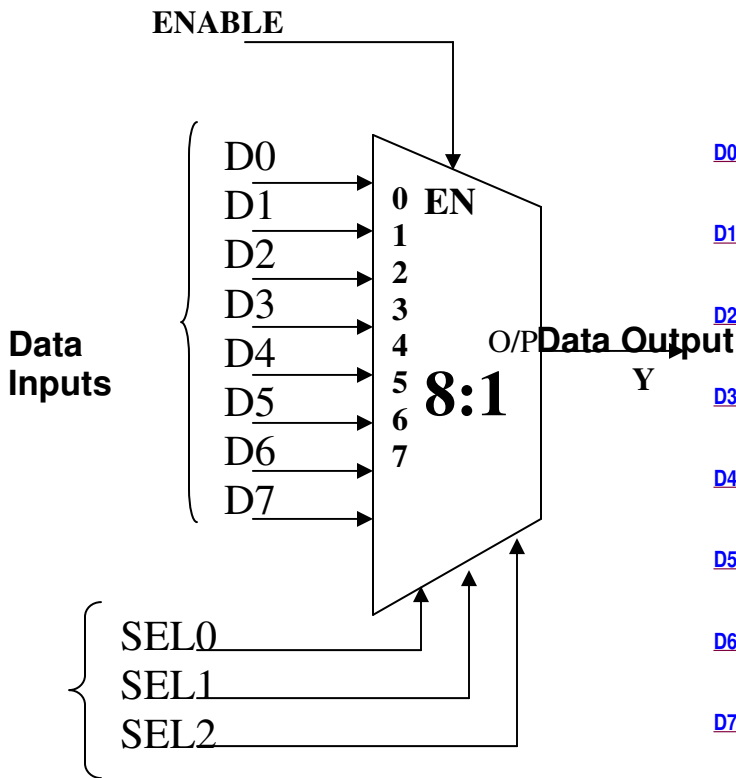 ENABLE
D0
D1
D2
D3
D4
D5
D6
D7
Data
Inputs
0 EN
1
2
3
4
5
6
7
8:1
O/P
Data Output
Y
SEL0
SEL1
SEL2
D0
D1
D2
D3
D4
D5
D6
D7